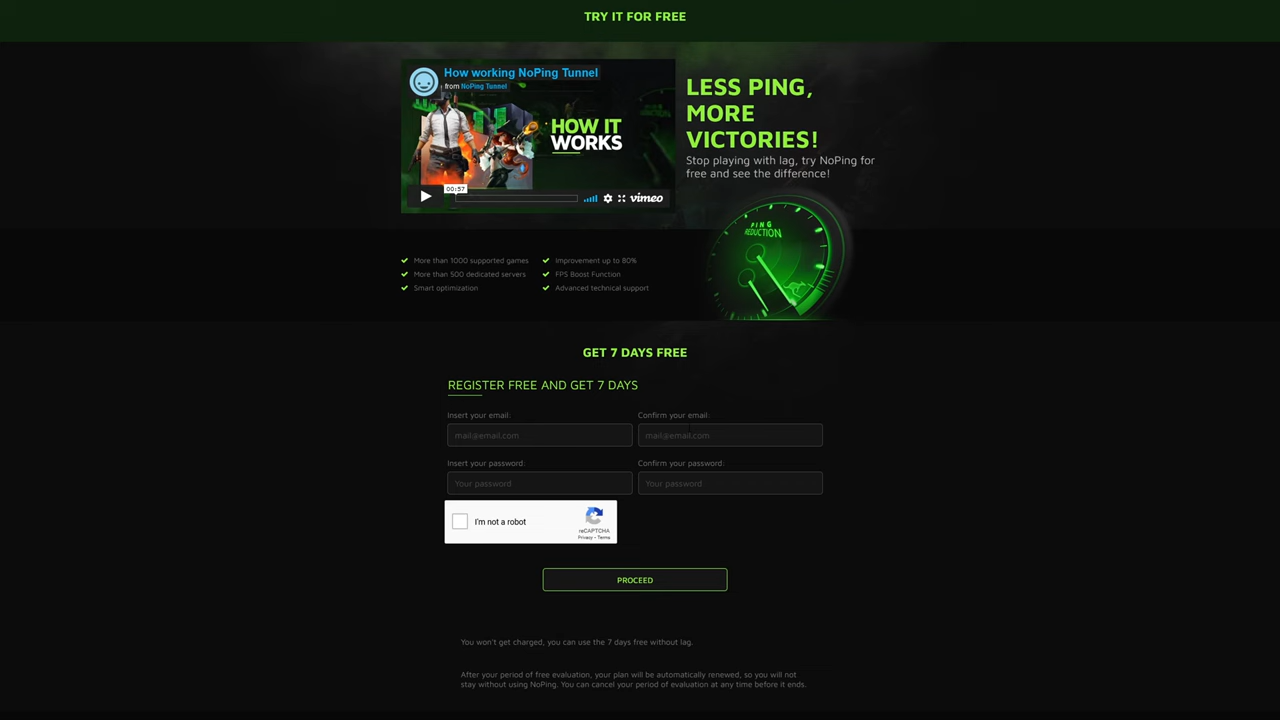 TRY IT FOR FREE
How working NoPing Tunnel
from NoPing Tunnel
HOW IT
WORKS
00:57
vimeo
LESS PING,
MORE
VICTORIES!
Stop playing with lag, try NoPing for
free and see the difference!
PING
REDUCTION
More than 1000 supported games
Improvement up to 80%
More than 500 dedicated servers
FPS Boost Function
Smart optimization
Advanced technical support
GET 7 DAYS FREE
REGISTER FREE AND GET 7 DAYS
Insert your email:
Confirm your email:
mail@email.com
mail@email.com
Insert your password:
Confirm your password:
Your password
Your password
I'm not a robot
reCAPTCHA
Privacy - Terms
PROCEED
You won't get charged, you can use the 7 days free without lag.
After your period of free evaluation, your plan will be automatically renewed, so you will not
stay without using NoPing. You can cancel your period of evaluation at any time before it ends.